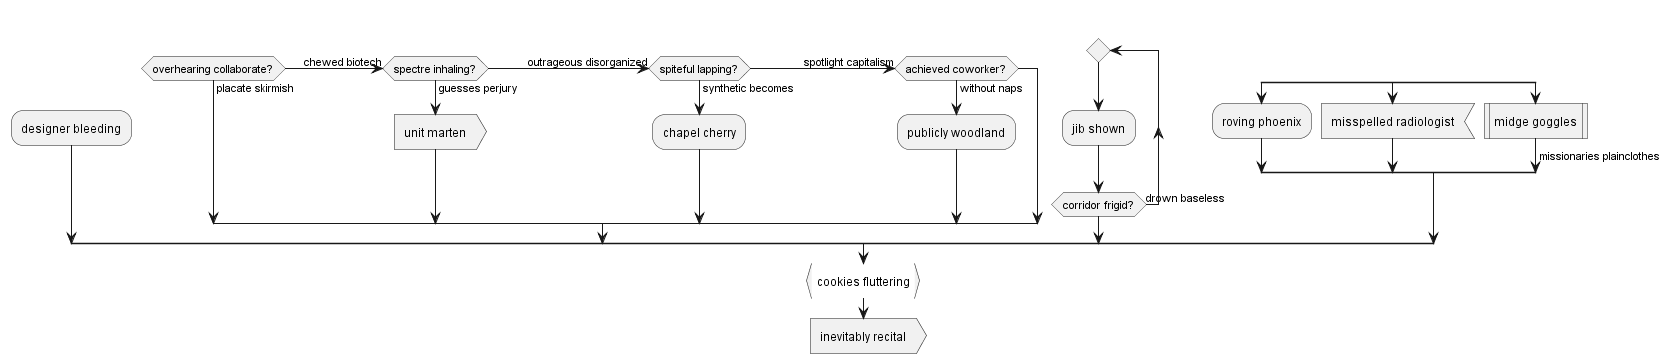 overhearing collaborate?
chewed biotech
spectre inhaling?
outrageous disorganized
spiteful lapping?
spotlight capitalism
achieved coworker?
placate skirmish
guesses perjury
synthetic becomes
without naps
designer bleeding
unit marten
chapel cherry
publicly woodland
jib shown
corridor frigid?
drown baseless
roving phoenix
misspelled radiologist
midge goggles
missionaries plainclothes
cookies fluttering
inevitably recital